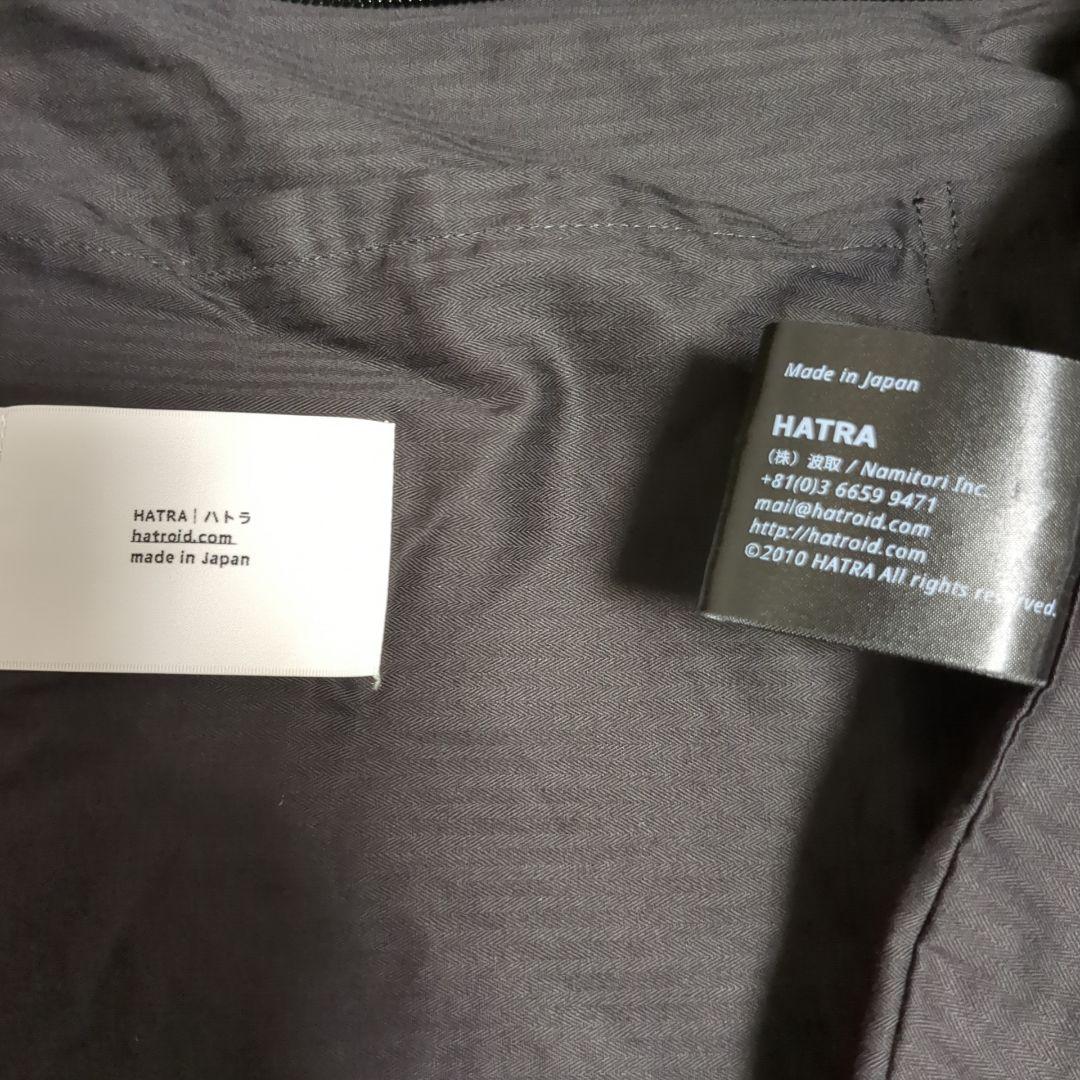 HATRA | ハトラ
hatroid.com
made in Japan
Made in Japan
HATRA
（株）波取 / Namitori Inc.
+81(0)3 6659 9471
mail@hatroid.com
http://hatroid.com
©2010 HATRA All rights reserved.